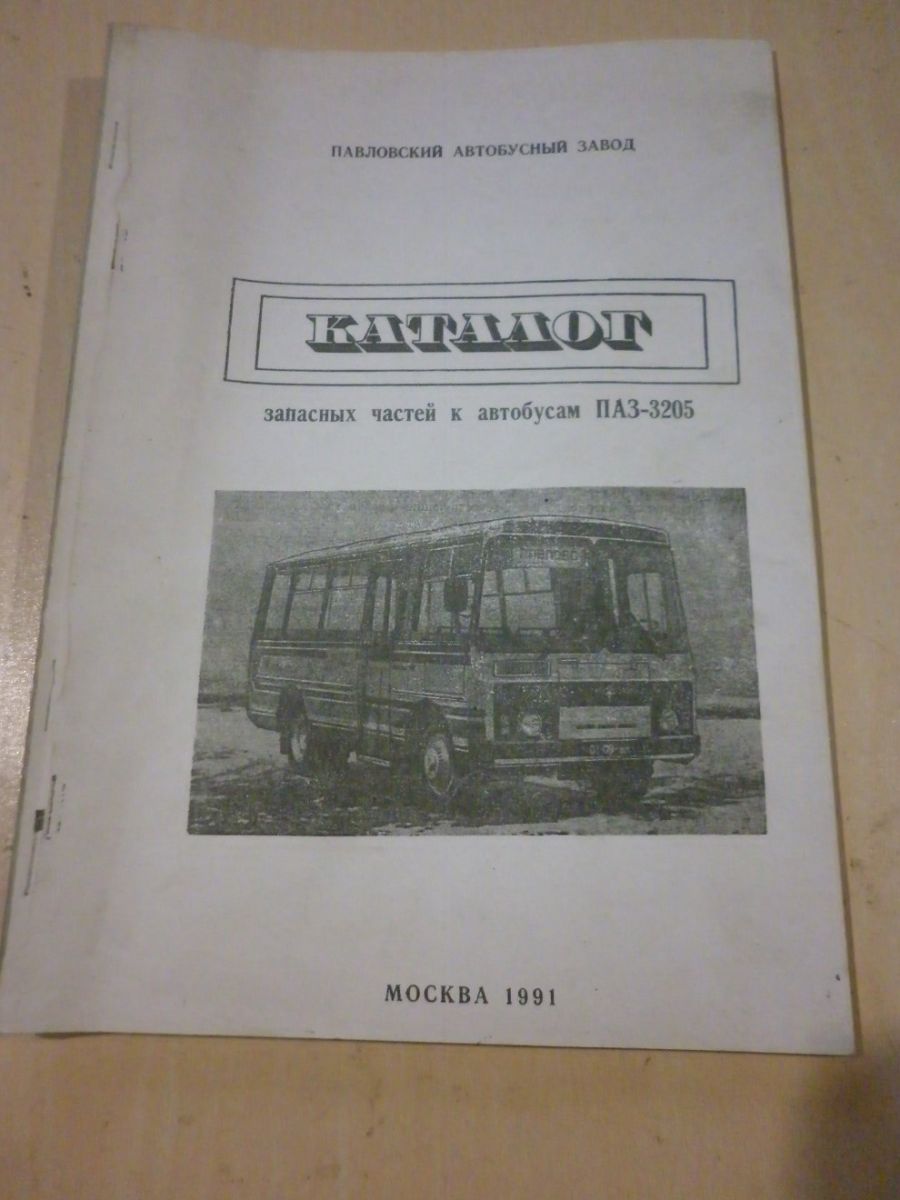 ПАВЛОВСКИЙ АВТОБУСНЫЙ ЗАВОД
КАТАЛОГ
запасных частей к автобусам ПАЗ-3205
МОСКВА 1991